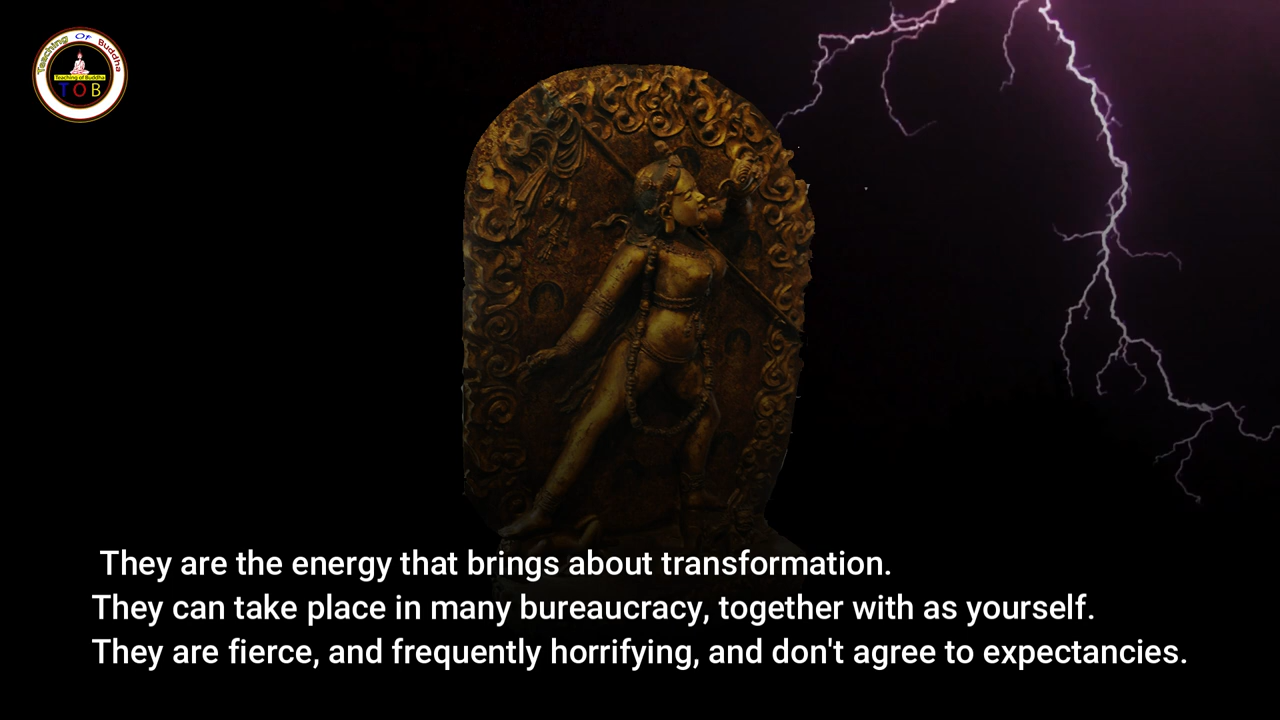 Teaching Of Buddha
Teaching of Buddha
T O B
They are the energy that brings about transformation.
They can take place in many bureaucracy, together with as yourself.
They are fierce, and frequently horrifying, and don't agree to expectancies.